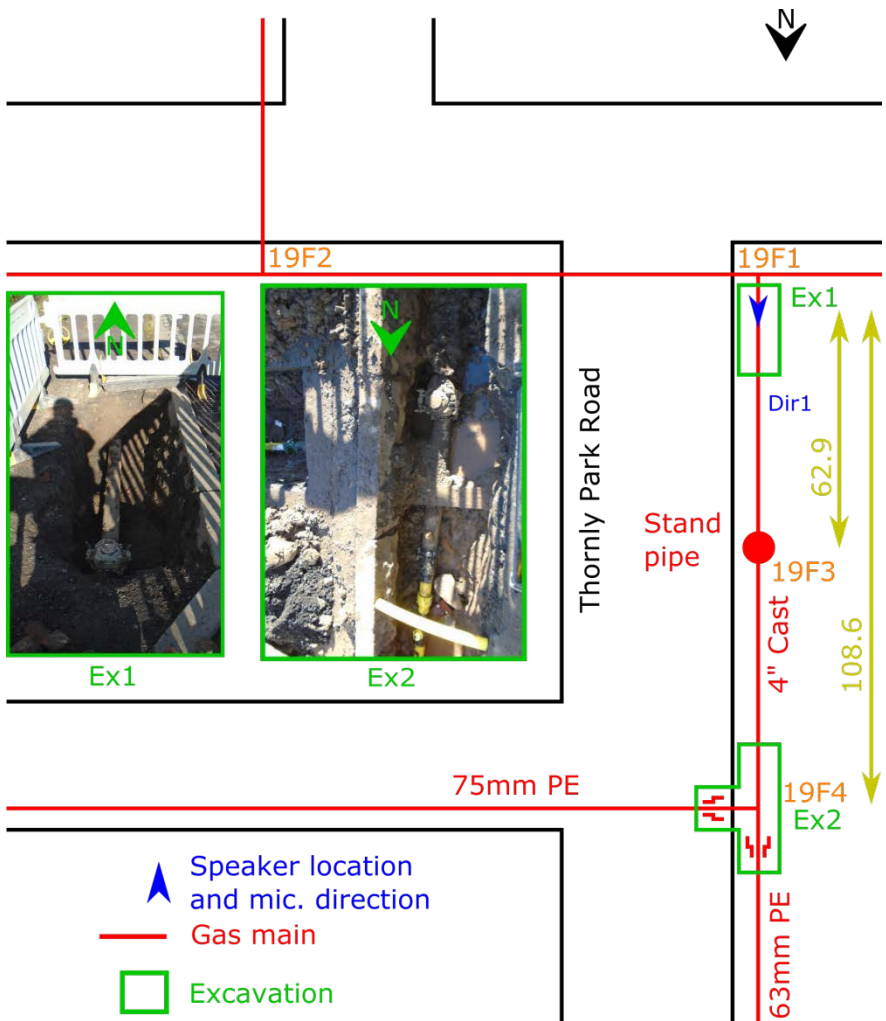 N
19F2
19F1
Ex1
N
N
Dir1
62.9
Thornly Park Road
Stand
pipe
19F3
4" Cast
108.6
Ex1
Ex2
75mm PE
19F4
Ex2
Speaker location
and mic. direction
Gas main
63mm PE
Excavation